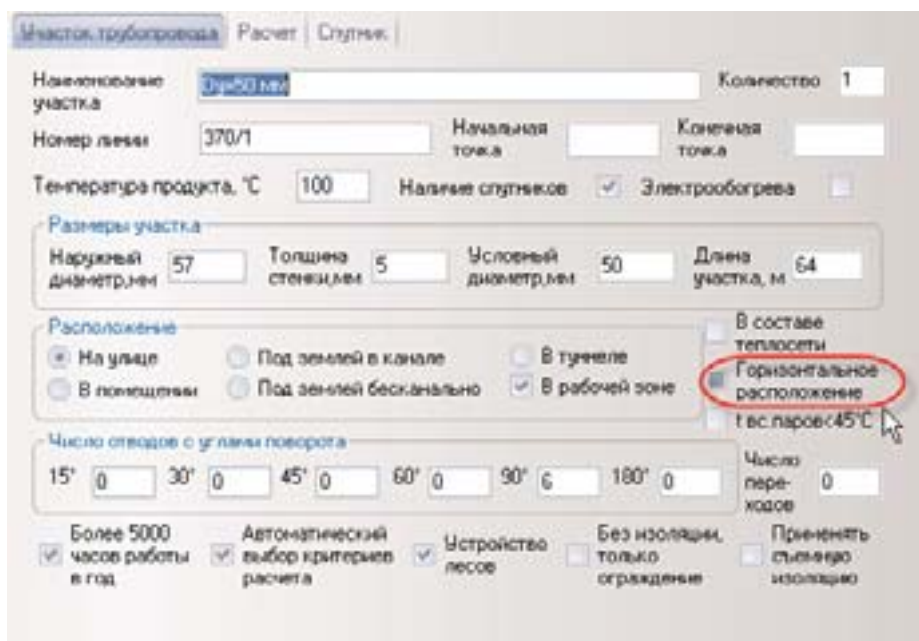 Участок трубопровода Расчет Спутник
Наименование участка Dу=50 мм Количество 1
Номер линии 370/1 Начальная точка Конечная точка
Температура продукта, °C 100 Наличие спутников Электрообогрева
Размеры участка
Наружный диаметр,мм 57 Толщина стенки,мм 5 Условный диаметр,мм 50 Длина участка, м 64
Расположение
На улице Под землей в канале В туннеле
В помещении Под землей бесканально В рабочей зоне
В составе теплосети
Горизонтальное расположение
t вс.паров<45°C
Число отводов с углами поворота
15° 0 30° 0 45° 0 60° 0 90° 6 180° 0
Число пере-
ходов 0
Более 5000 часов работы в год
Автоматический выбор критериев расчета
Устройство лесов
Без изоляции, только ограждение
Применять съемную изоляцию